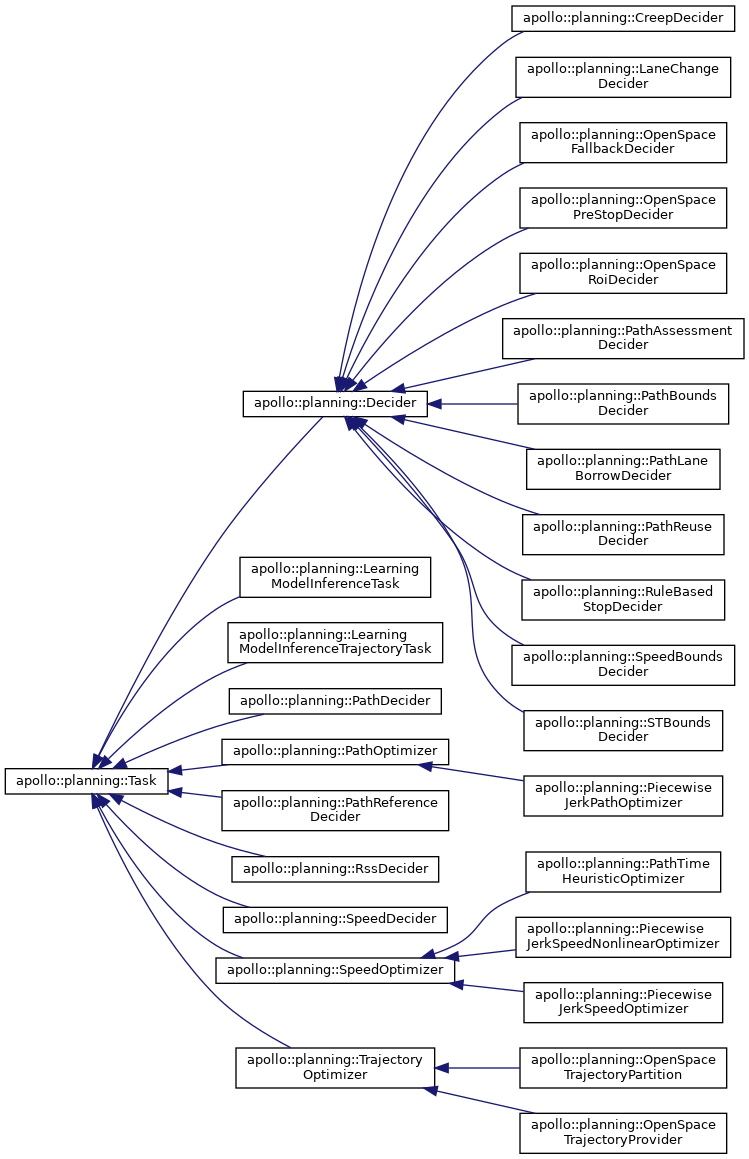 apollo::planning::CreepDecider
apollo::planning::LaneChange
Decider
apollo::planning::OpenSpace
FallbackDecider
apollo::planning::OpenSpace
PreStopDecider
apollo::planning::OpenSpace
RoiDecider
apollo::planning::PathAssessment
Decider
apollo::planning::Decider
apollo::planning::PathBounds
Decider
apollo::planning::PathLane
BorrowDecider
apollo::planning::PathReuse
Decider
apollo::planning::Learning
ModelInferenceTask
apollo::planning::RuleBased
StopDecider
apollo::planning::Learning
ModelInferenceTrajectoryTask
apollo::planning::SpeedBounds
Decider
apollo::planning::PathDecider
apollo::planning::STBounds
Decider
apollo::planning::PathOptimizer
apollo::planning::Task
apollo::planning::Piecewise
JerkPathOptimizer
apollo::planning::PathReference
Decider
apollo::planning::RssDecider
apollo::planning::PathTime
HeuristicOptimizer
apollo::planning::SpeedDecider
apollo::planning::Piecewise
JerkSpeedNonlinearOptimizer
apollo::planning::SpeedOptimizer
apollo::planning::Piecewise
JerkSpeedOptimizer
apollo::planning::Trajectory
Optimizer
apollo::planning::OpenSpace
TrajectoryPartition
apollo::planning::OpenSpace
TrajectoryProvider